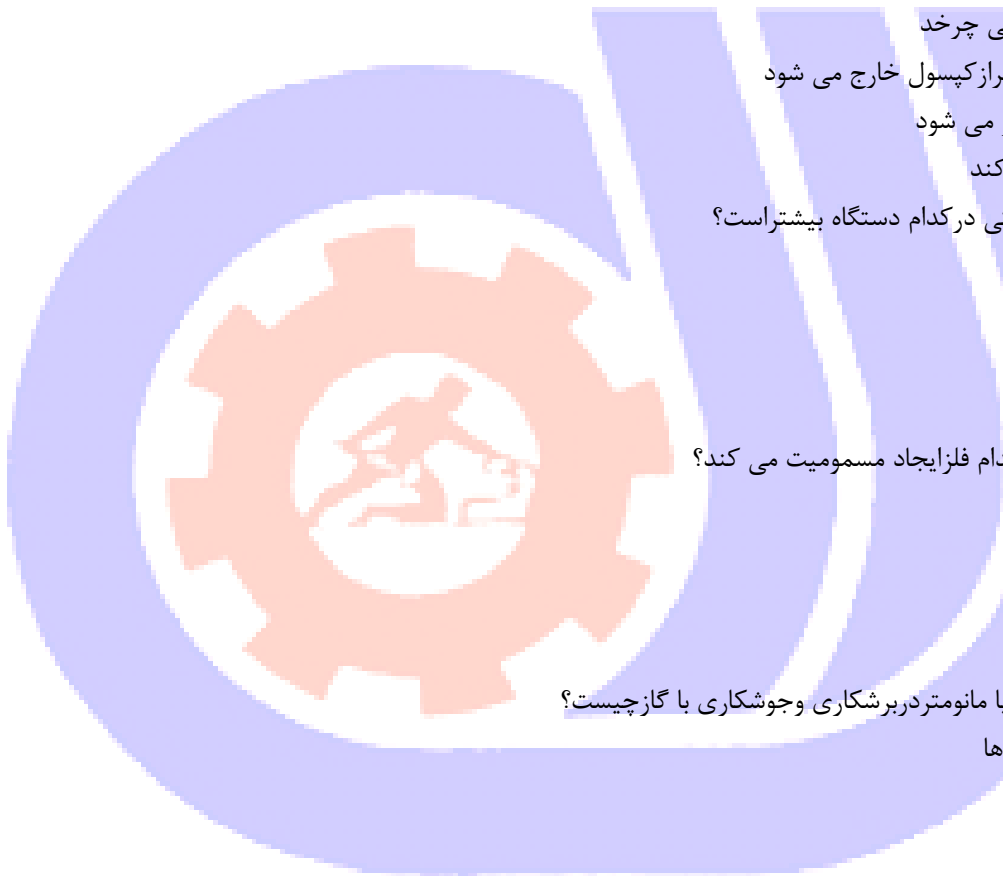 ی چرخد
رازکپسول خارج می شود
می شود
کند
ی درکدام دستگاه بیشتراست؟
دام فلزایجاد مسمومیت می کند؟
ا مانومتردربرشکاری وجوشکاری با گازچیست؟
ها